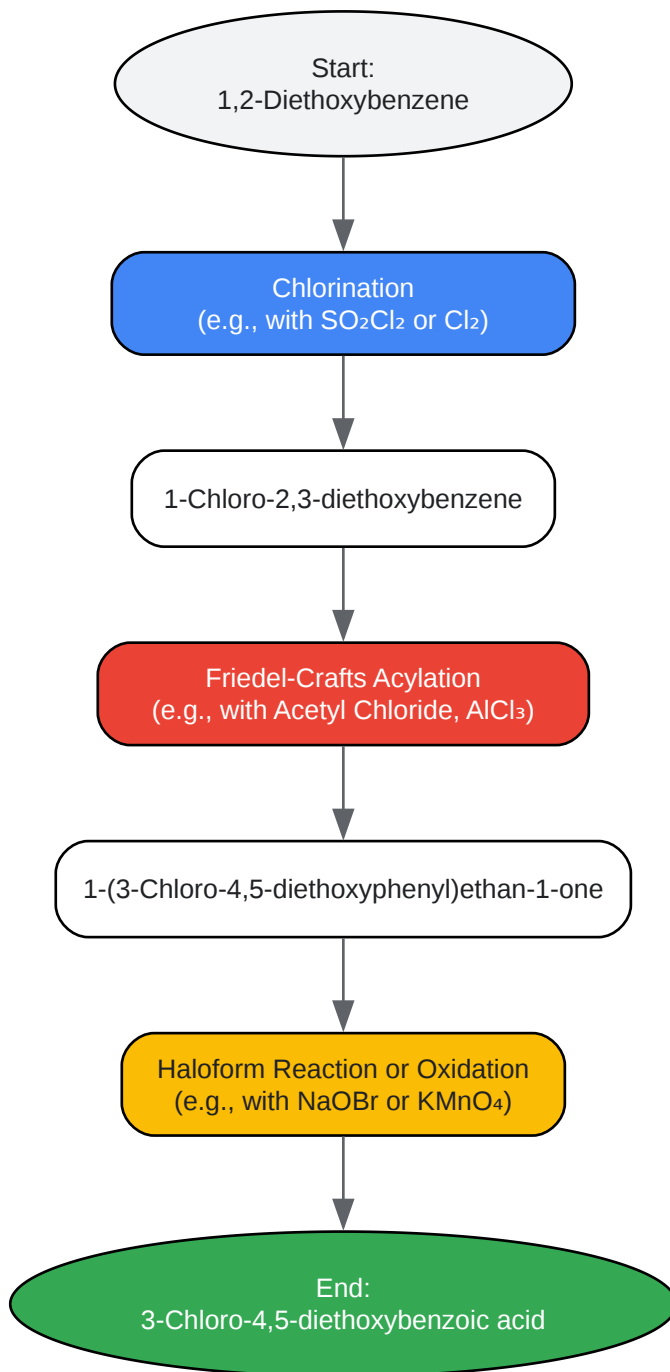 Start:
1,2-Diethoxybenzene
Chlorination
(e.g., with SO₂Cl₂ or Cl₂)
1-Chloro-2,3-diethoxybenzene
Friedel-Crafts Acylation
(e.g., with Acetyl Chloride, AlCl₃)
1-(3-Chloro-4,5-diethoxyphenyl)ethan-1-one
Haloform Reaction or Oxidation
(e.g., with NaOBr or KMnO₄)
End:
3-Chloro-4,5-diethoxybenzoic acid